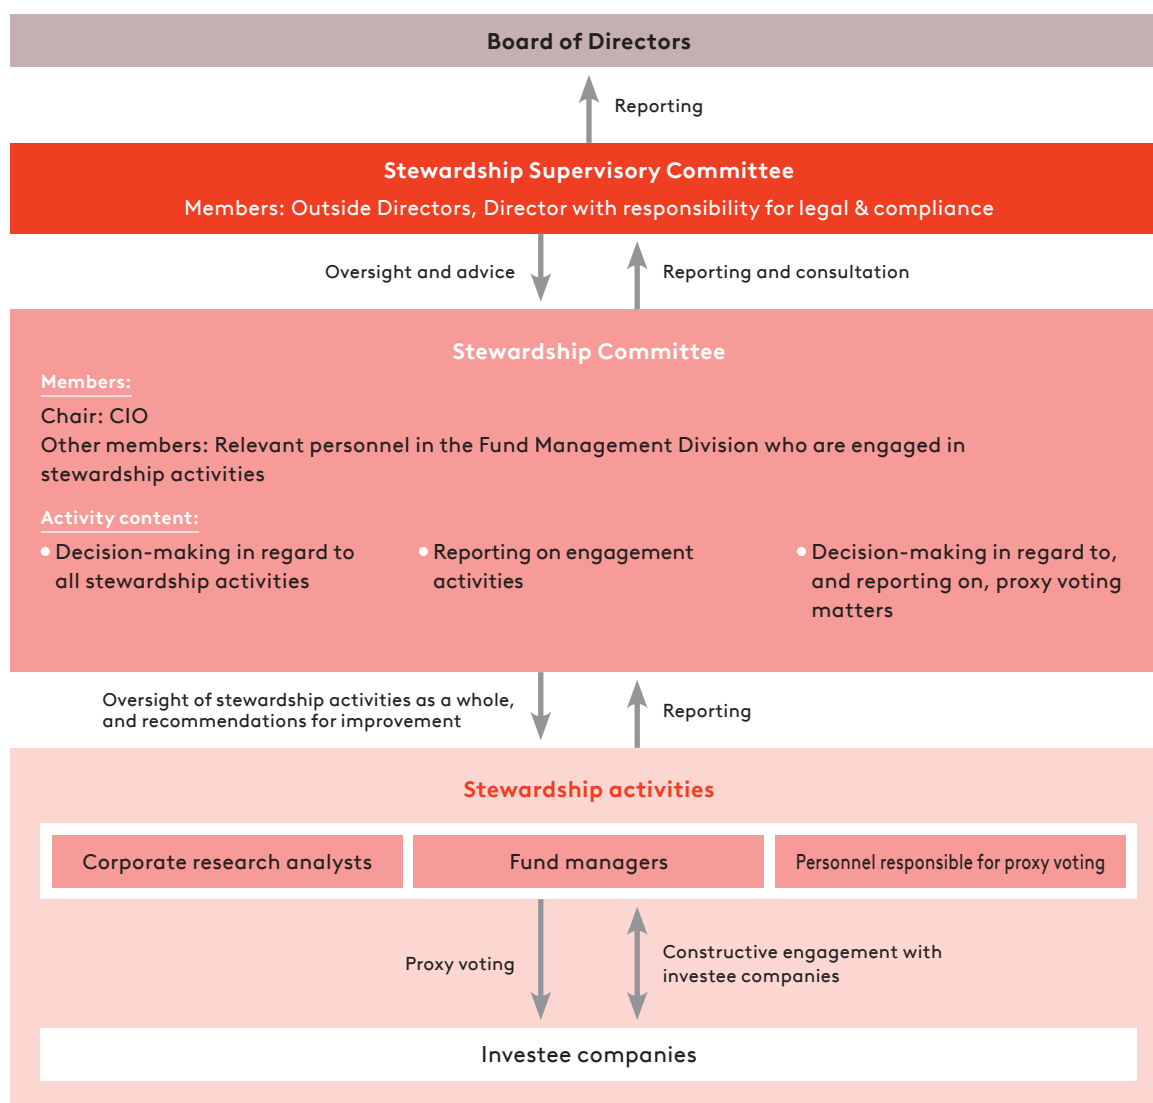 Board of Directors
Reporting
Stewardship Supervisory Committee
Members: Outside Directors, Director with responsibility for legal & compliance
Oversight and advice
Reporting and consultation
Stewardship Committee
Members:
Chair: CIO
Other members: Relevant personnel in the Fund Management Division who are engaged in
stewardship activities
Activity content:
Decision-making in regard to
all stewardship activities
Reporting on engagement
activities
Decision-making in regard to,
and reporting on, proxy voting
matters
Oversight of stewardship activities as a whole,
and recommendations for improvement
Reporting
Stewardship activities
Corporate research analysts
Fund managers
Personnel responsible for proxy voting
Proxy voting
Constructive engagement with
investee companies
Investee companies